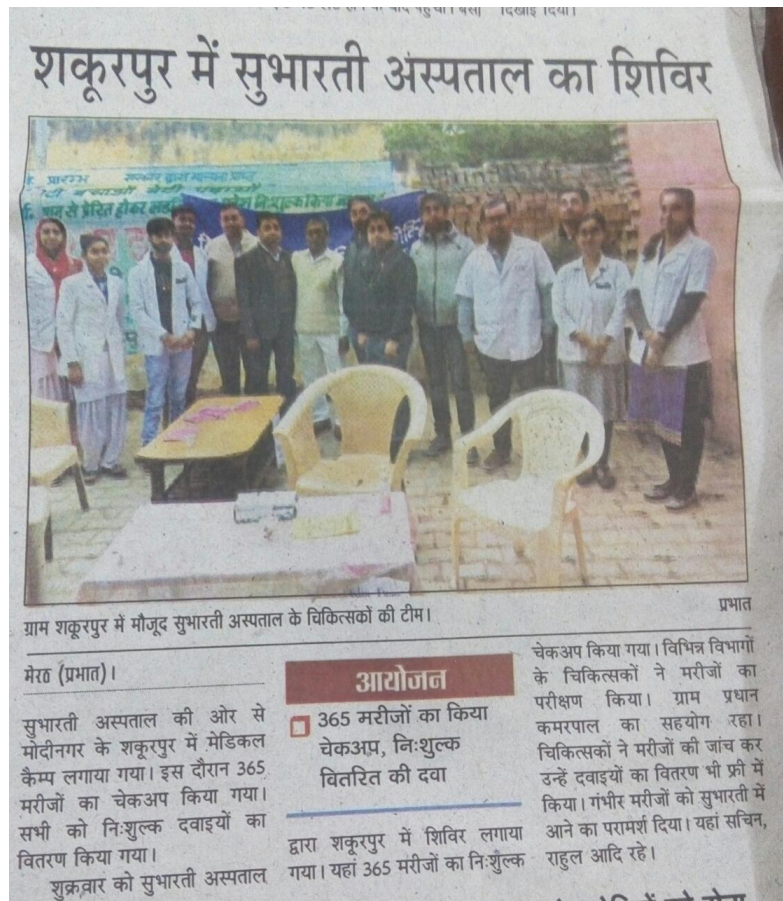 दिखाई दिया।
शकूरपुर में सुभारती अस्पताल का शिविर
प्रारम्भ
से प्रेरित होकर
ग्राम शकूरपुर में मौजूद सुभारती अस्पताल के चिकित्सकों की टीम।
प्रभात
मेरठ (प्रभात)।
सुभारती अस्पताल की ओर से
मोदीनगर के शकूरपुर में मेडिकल
कैम्प लगाया गया। इस दौरान 365
मरीजों का चेकअप किया गया।
सभी को निःशुल्क दवाइयों का
वितरण किया गया।
शुक्रवार को सुभारती अस्पताल
आयोजन
365 मरीजों का किया
चेकअप, निःशुल्क
वितरित की दवा
द्वारा शकूरपुर में शिविर लगाया
गया। यहां 365 मरीजों का निःशुल्क
चेकअप किया गया। विभिन्न विभागों
के चिकित्सकों ने मरीजों का
परीक्षण किया। ग्राम प्रधान
कमरपाल का सहयोग रहा।
चिकित्सकों ने मरीजों की जांच कर
उन्हें दवाइयों का वितरण भी फ्री में
किया। गंभीर मरीजों को सुभारती में
आने का परामर्श दिया। यहां सचिन,
राहुल आदि रहे।